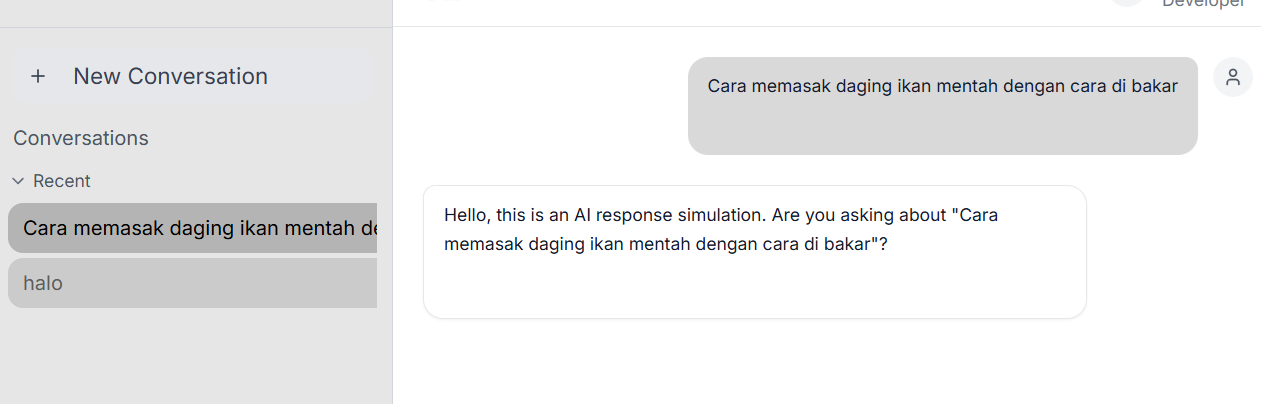 Developer
New Conversation
Conversations
Recent
Cara memasak daging ikan mentah de
halo
Cara memasak daging ikan mentah dengan cara di bakar
Hello, this is an AI response simulation. Are you asking about "Cara
memasak daging ikan mentah dengan cara di bakar"?